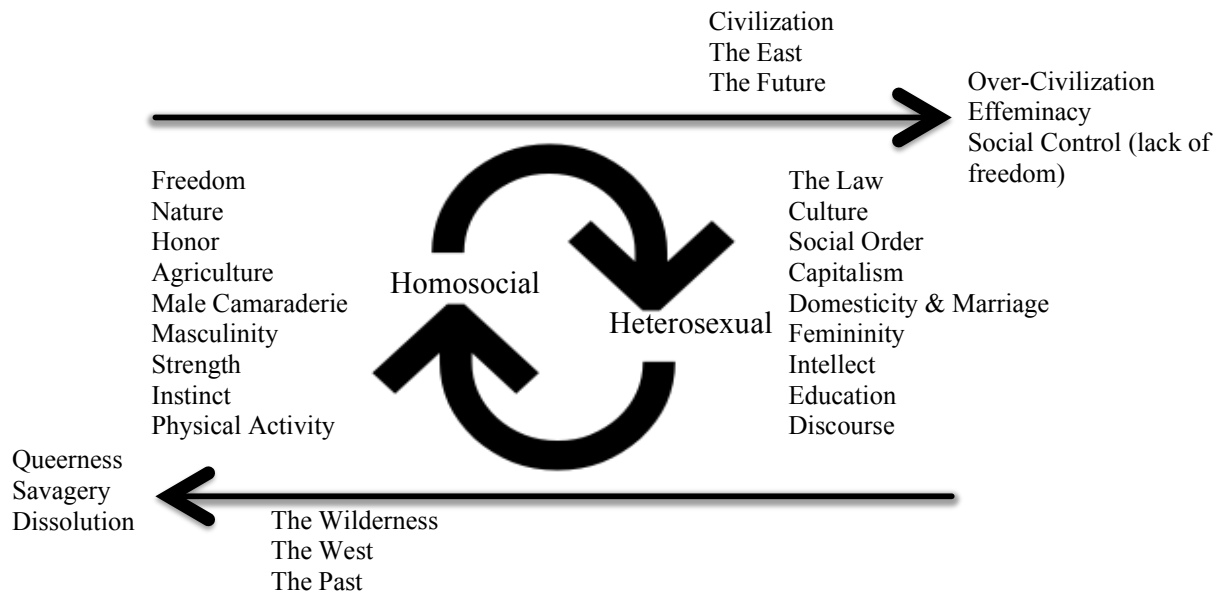 Civilization
The East
The Future
Over-Civilization
Effeminacy
Social Control (lack of
freedom)
Freedom
Nature
Honor
Agriculture
Male Camaraderie
Masculinity
Strength
Instinct
Physical Activity
Homosocial
Heterosexual
The Law
Culture
Social Order
Capitalism
Domesticity & Marriage
Femininity
Intellect
Education
Discourse
Queerness
Savagery
Dissolution
The Wilderness
The West
The Past